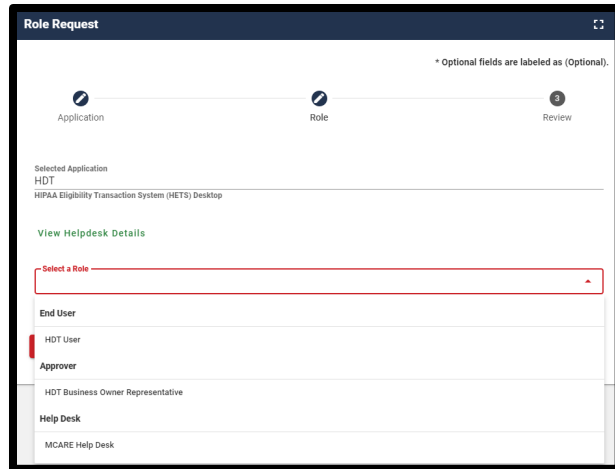 Role Request
* Optional fields are labeled as (Optional).
Application
Role
3
Review
Selected Application
HDT
HIPAA Eligibility Transaction System (HETS) Desktop
View Helpdesk Details
Select a Role
End User
HDT User
Approver
HDT Business Owner Representative
Help Desk
MCARE Help Desk